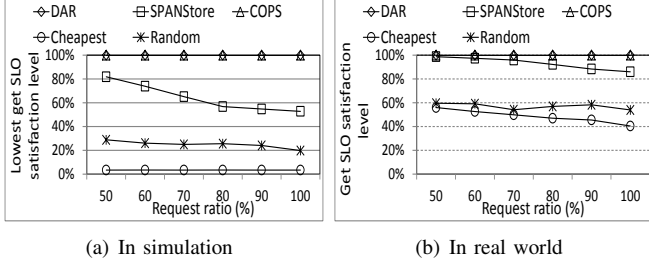 DAR SPANStore COPS
Cheapest Random
100%
80%
60%
40%
20%
0%
Lowest get SLO
satisfaction level
50 60 70 80 90 100
Request ratio (%)
(a) In simulation
DAR SPANStore COPS
Cheapest Random
100%
80%
60%
40%
20%
0%
Get SLO satisfaction
level
50 60 70 80 90 100
Request ratio (%)
(b) In real world